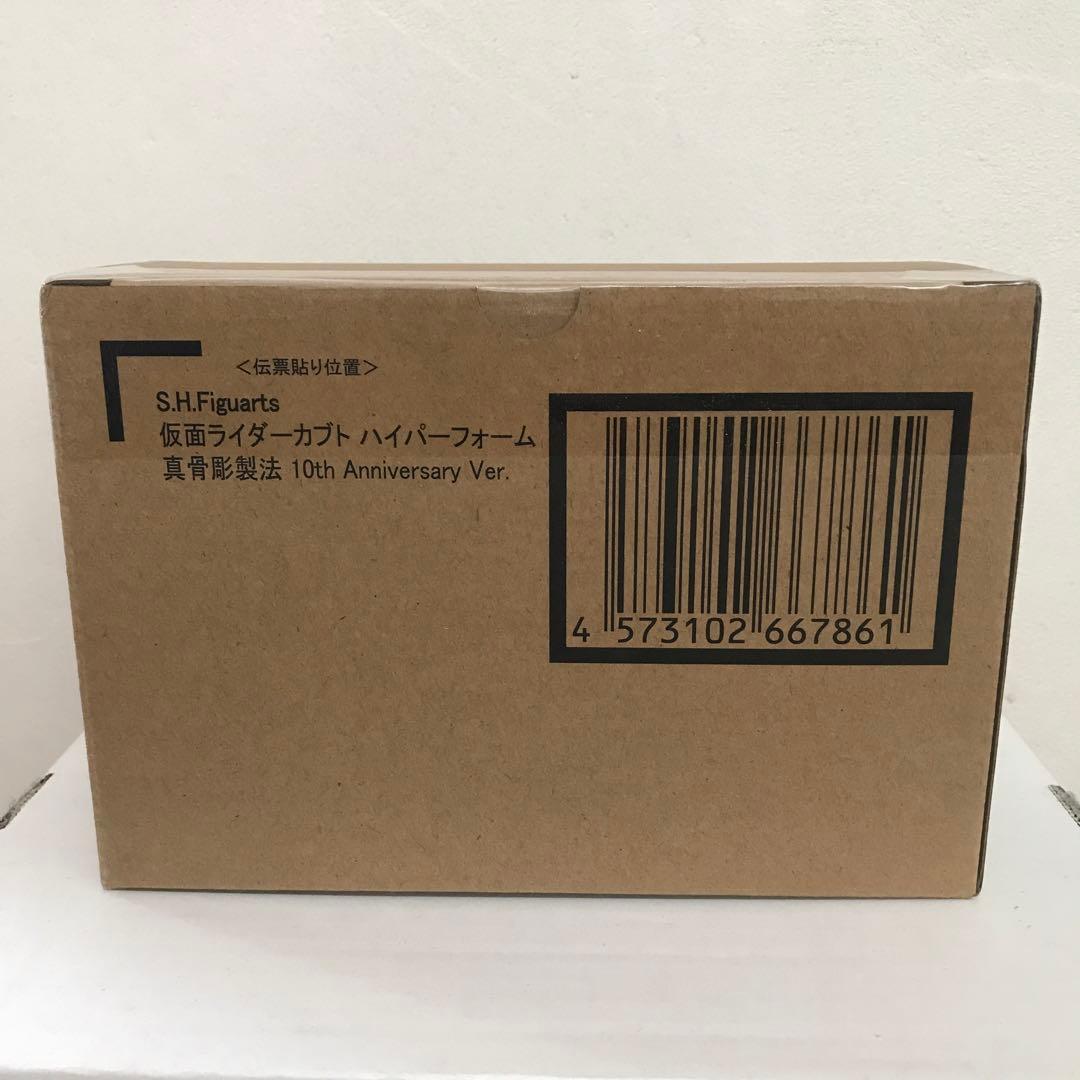 <伝票貼り位置>
S.H.Figuarts
仮面ライダーカブト ハイパーフォーム
真骨彫製法 10th Anniversary Ver.
4 573102 667861